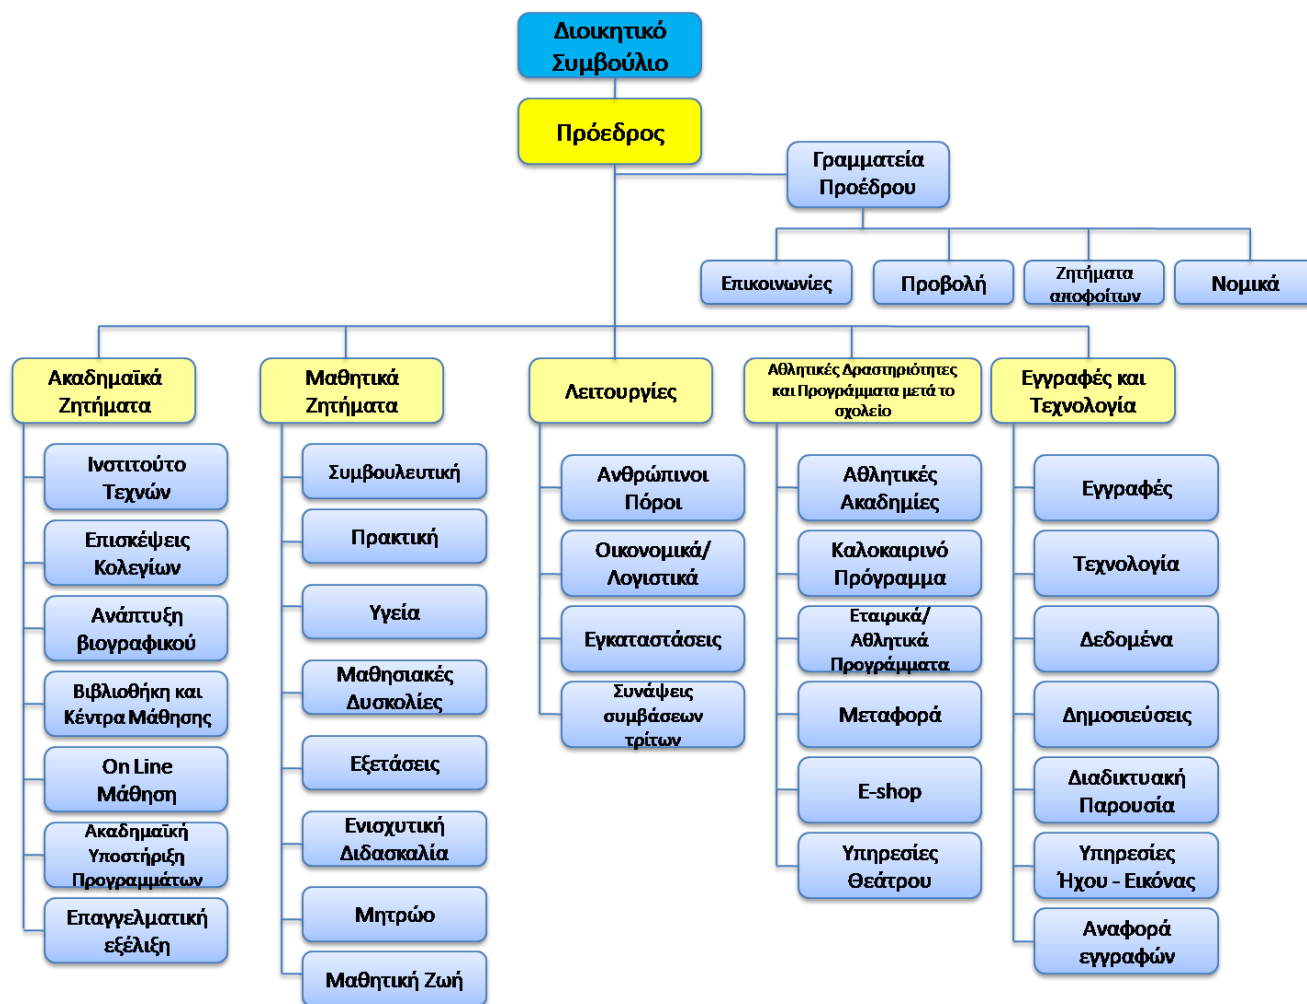 Διοικητικό
Συμβούλιο
Πρόεδρος
Γραμματεία
Προέδρου
Επικοινωνίες
Προβολή
Ζητήματα
αποφοίτων
Νομικά
Ακαδημαϊκά
Ζητήματα
Μαθητικά
Ζητήματα
Λειτουργίες
Αθλητικές Δραστηριότητες
και Προγράμματα μετά το
σχολείο
Εγγραφές και
Τεχνολογία
Ινστιτούτο
Τεχνών
Επισκέψεις
Κολεγίων
Ανάπτυξη
βιογραφικού
Βιβλιοθήκη και
Κέντρα Μάθησης
On Line
Μάθηση
Ακαδημαϊκή
Υποστήριξη
Προγραμμάτων
Επαγγελματική
εξέλιξη
Συμβουλευτική
Πρακτική
Υγεία
Μαθησιακές
Δυσκολίες
Εξετάσεις
Ενισχυτική
Διδασκαλία
Μητρώο
Μαθητική Ζωή
Ανθρώπινοι
Πόροι
Οικονομικά/
Λογιστικά
Εγκαταστάσεις
Συνάψεις
συμβάσεων
τρίτων
Αθλητικές
Ακαδημίες
Καλοκαιρινό
Πρόγραμμα
Εταιρικά/
Αθλητικά
Προγράμματα
Μεταφορά
E-shop
Υπηρεσίες
Θεάτρου
Εγγραφές
Τεχνολογία
Δεδομένα
Δημοσιεύσεις
Διαδικτυακή
Παρουσία
Υπηρεσίες
Ήχου - Εικόνας
Αναφορά
εγγραφών